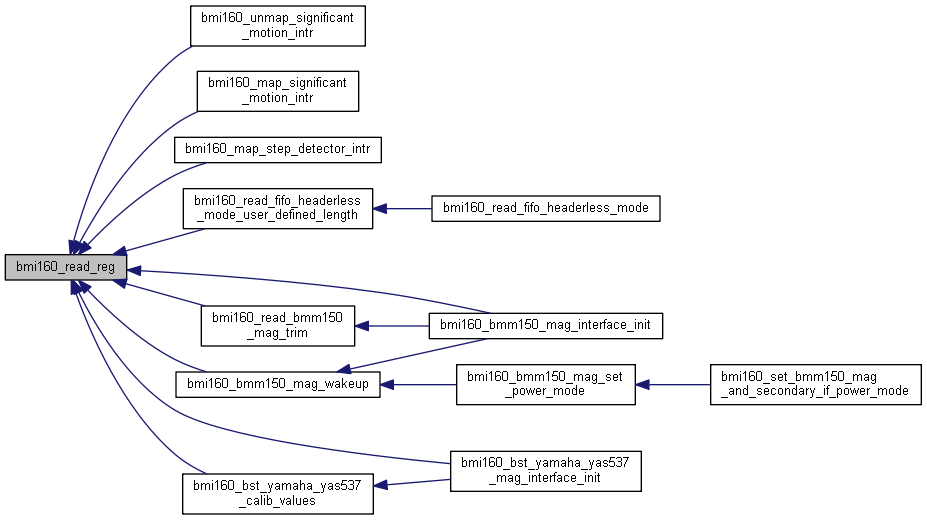 bmi160_unmap_significant
_motion_intr
bmi160_map_significant
_motion_intr
bmi160_map_step_detector_intr
bmi160_read_fifo_headerless
_mode_user_defined_length
bmi160_read_fifo_headerless_mode
bmi160_read_reg
bmi160_read_bmm150
_mag_trim
bmi160_bmm150_mag_interface_init
bmi160_bmm150_mag_wakeup
bmi160_bmm150_mag_set
_power_mode
bmi160_set_bmm150_mag
_and_secondary_if_power_mode
bmi160_bst_yamaha_yas537
_mag_interface_init
bmi160_bst_yamaha_yas537
_calib_values